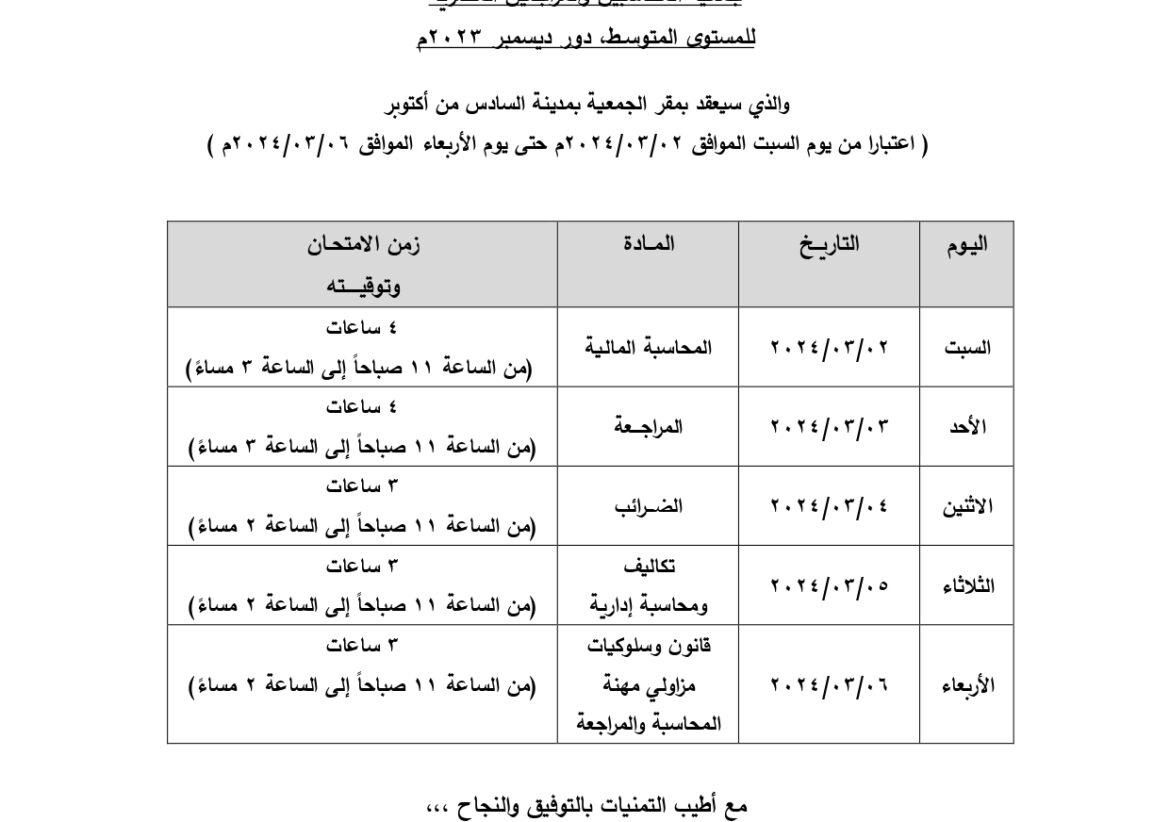 للمستوى المتوسط، دور ديسمبر ٢٠٢٣م
والذي سيعقد بمقر الجمعية بمدينة السادس من أكتوبر
( اعتبارا من يوم السبت الموافق ٢٠٢٤/٠٣/٠٢م حتى يوم الأربعاء الموافق ٢٠٢٤/٠٣/٠٦م )
اليوم التاريـخ المـادة زمن الامتحـان
وتوقيـــته
السبت ٢٠٢٤/٠٣/٠٢ المحاسبة المالية ٤ ساعات
(من الساعة ١١ صباحاً إلى الساعة ٣ مساءً)
الأحد ٢٠٢٤/٠٣/٠٣ المراجـعة ٤ ساعات
(من الساعة ١١ صباحاً إلى الساعة ٣ مساءً)
الاثنين ٢٠٢٤/٠٣/٠٤ الضـرائب ٣ ساعات
(من الساعة ١١ صباحاً إلى الساعة ٢ مساءً)
الثلاثاء ٢٠٢٤/٠٣/٠٥ تكاليف
ومحاسبة إدارية
٣ ساعات
(من الساعة ١١ صباحاً إلى الساعة ٢ مساءً)
الأربعاء ٢٠٢٤/٠٣/٠٦ قانون وسلوكيات
مزاولي مهنة
المحاسبة والمراجعة
٣ ساعات
(من الساعة ١١ صباحاً إلى الساعة ٢ مساءً)
مع أطيب التمنيات بالتوفيق والنجاح ،،،